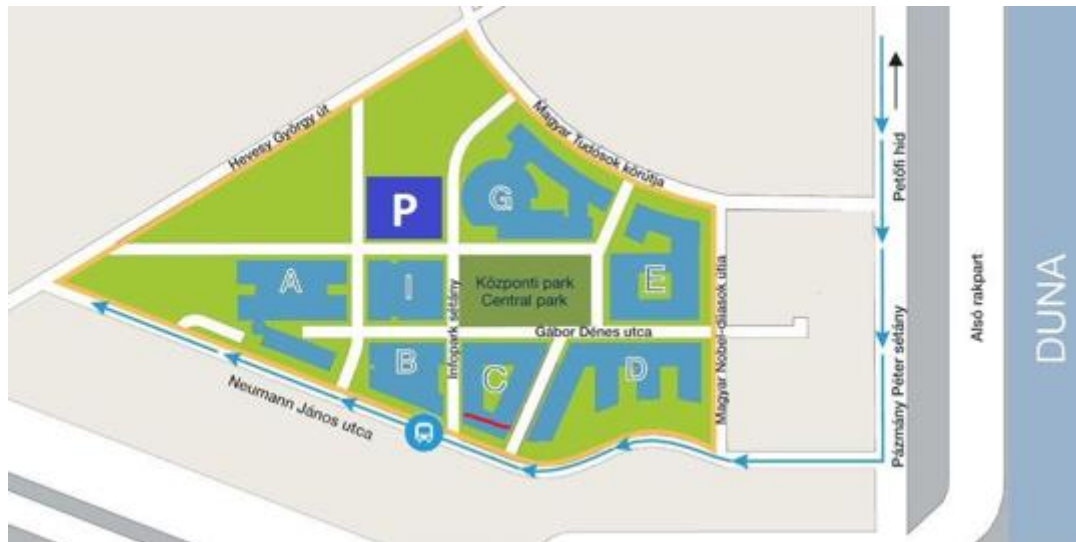 Hevesy György út
Magyar Tudósok körútja
Petőfi híd
P
G
DUNA
A
I
Központi park
Central park
E
Alsó rakpart
Infopark sétány
Gábor Dénes utca
Magyar Nobel-díjasok útja
Pázmány Péter sétány
B
C
D
Neumann János utca